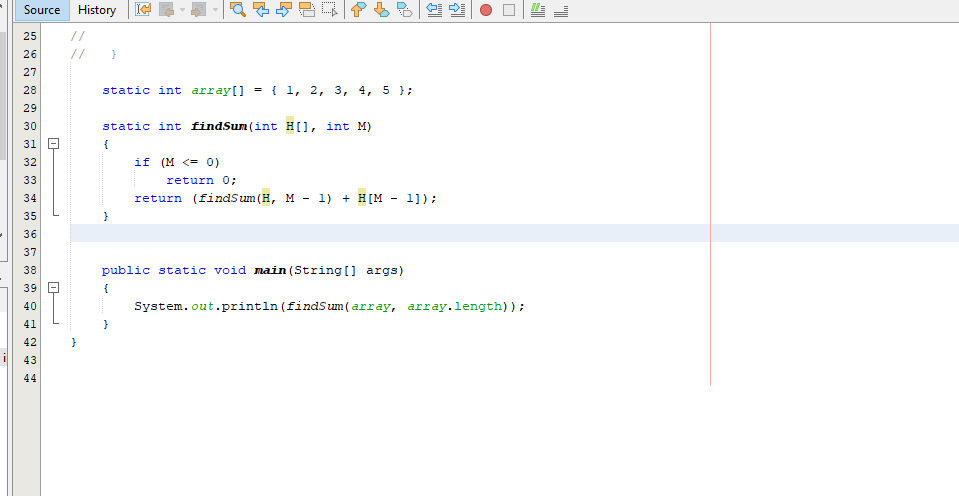 Source History
25 //
26 // }
27
28 static int array[] = { 1, 2, 3, 4, 5 };
29
30 static int findSum(int H[], int M)
31 {
32 if (M <= 0)
33 return 0;
34 return (findSum(H, M - 1) + H[M - 1]);
35 }
36
37
38 public static void main(String[] args)
39 {
40 System.out.println(findSum(array, array.length));
41 }
42 }
43
44
i